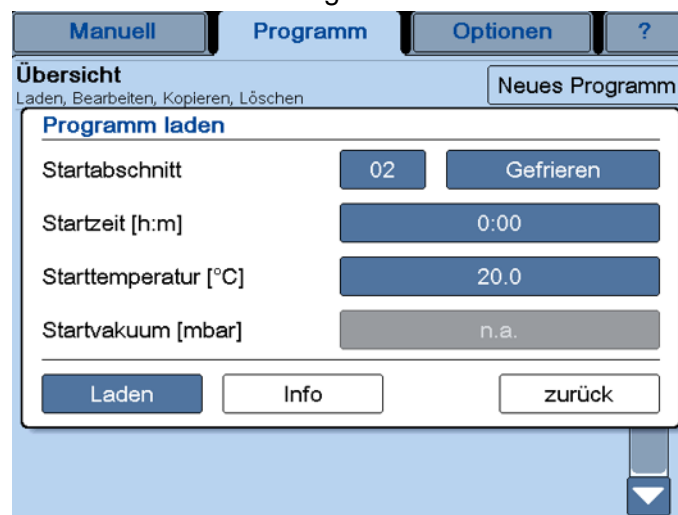 Manuell Programm Optionen ?
Übersicht Neues Programm
Laden, Bearbeiten, Kopieren, Löschen
Programm laden
Startabschnitt 02 Gefrieren
Startzeit [h:m] 0:00
Starttemperatur [°C] 20.0
Startvakuum [mbar] n.a.
Laden Info zurück